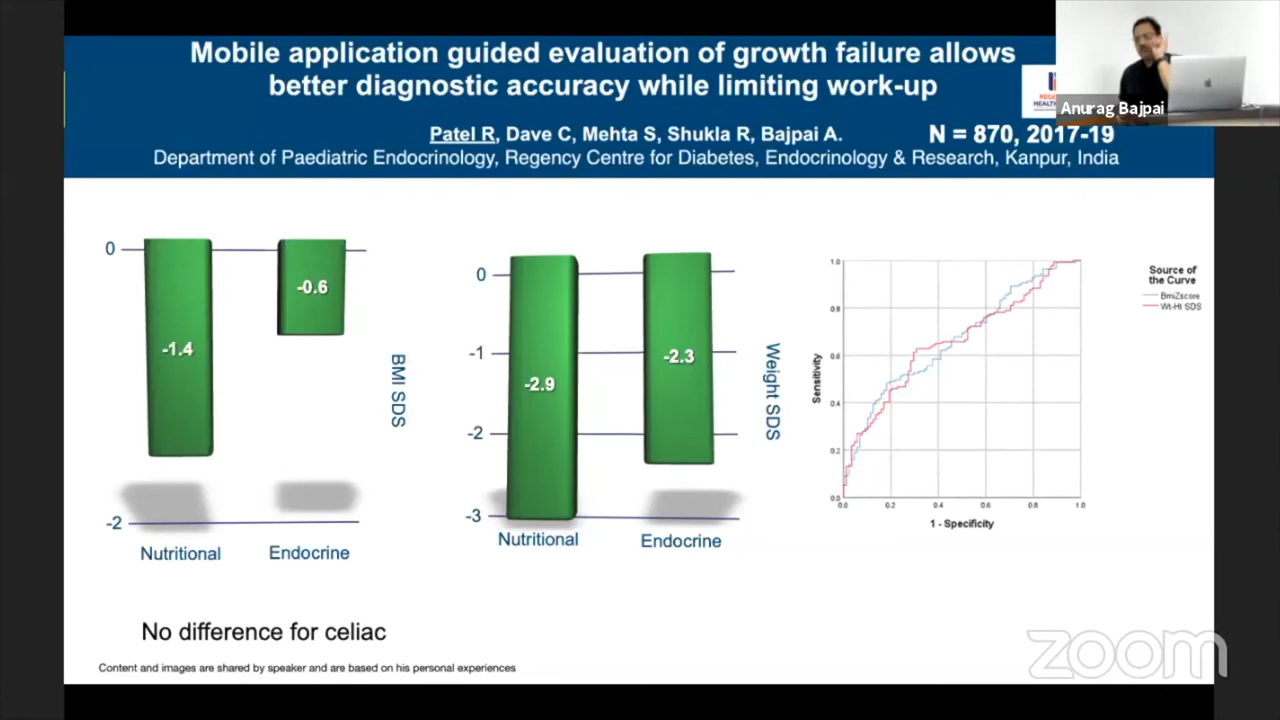 Mobile application guided evaluation of growth failure allows
better diagnostic accuracy while limiting work-up
Patel R, Dave C, Mehta S, Shukla R, Bajpai A.
N = 870, 2017-19
Department of Paediatric Endocrinology, Regency Centre for Diabetes, Endocrinology & Research, Kanpur, India
Anurag Bajpai
0
-1.4
-0.6
-2
Nutritional
Endocrine
BMI SDS
0
-1
-2
-3
-2.9
-2.3
Nutritional
Endocrine
Weight SDS
Sensitivity
1.0
0.8
0.6
0.4
0.2
0.0
0.0
0.2
0.4
0.6
0.8
1.0
1 - Specificity
Source of
the Curve
BmiZscore
Wt-Ht SDS
No difference for celiac
Content and images are shared by speaker and are based on his personal experiences
zoom